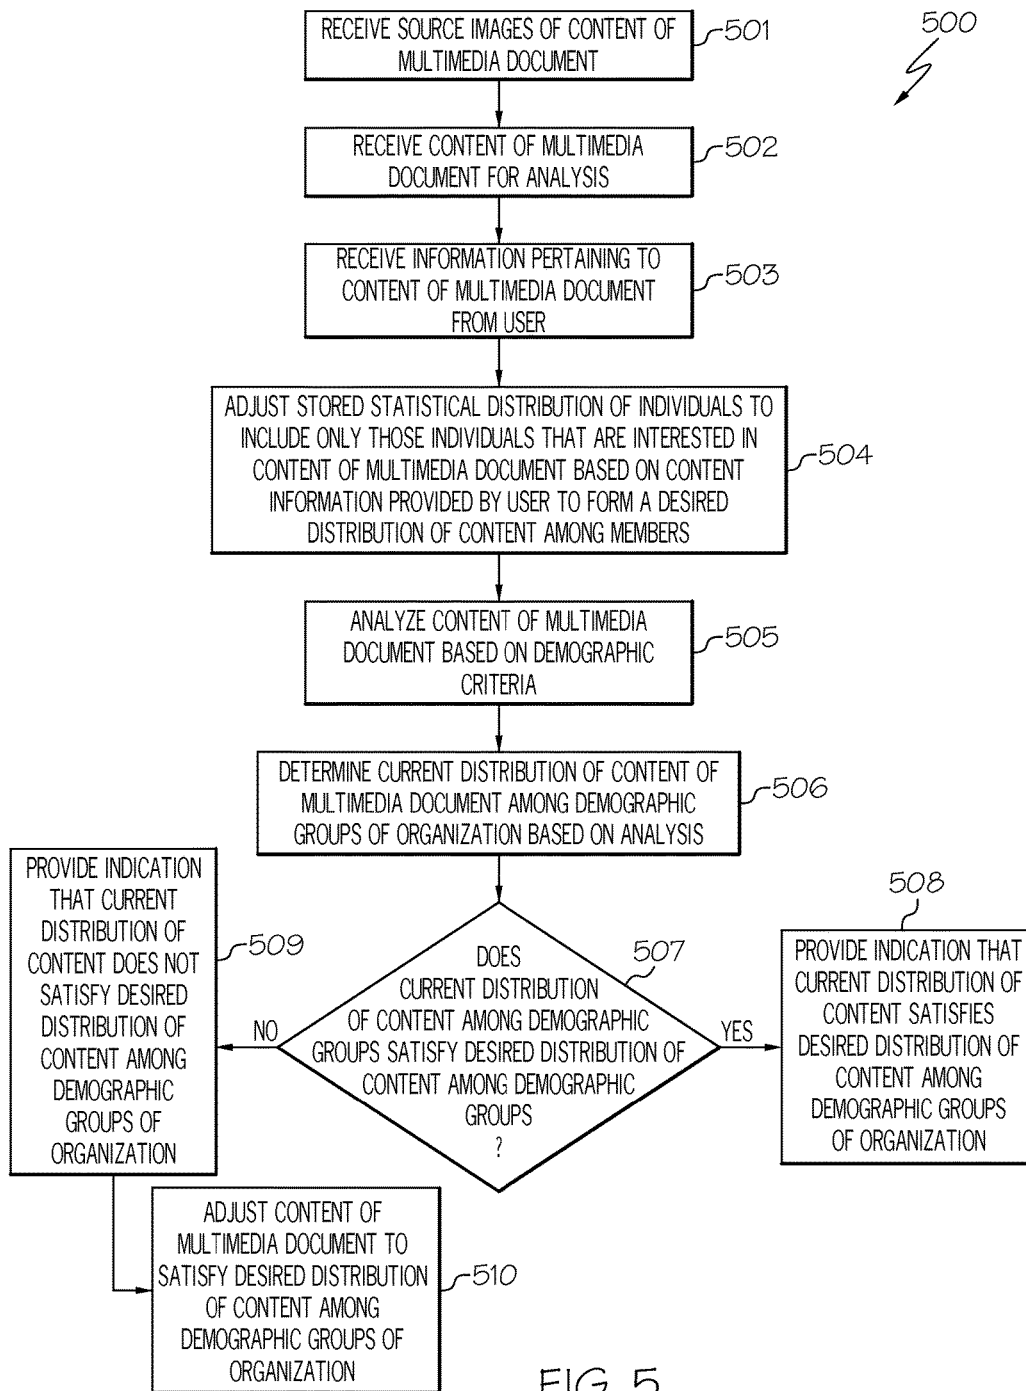 500
RECEIVE SOURCE IMAGES OF CONTENT OF
MULTIMEDIA DOCUMENT
501
RECEIVE CONTENT OF MULTIMEDIA
DOCUMENT FOR ANALYSIS
502
RECEIVE INFORMATION PERTAINING TO
CONTENT OF MULTIMEDIA DOCUMENT
FROM USER
503
ADJUST STORED STATISTICAL DISTRIBUTION OF INDIVIDUALS TO
INCLUDE ONLY THOSE INDIVIDUALS THAT ARE INTERESTED IN
CONTENT OF MULTIMEDIA DOCUMENT BASED ON CONTENT
INFORMATION PROVIDED BY USER TO FORM A DESIRED
DISTRIBUTION OF CONTENT AMONG MEMBERS
504
ANALYZE CONTENT OF MULTIMEDIA
DOCUMENT BASED ON DEMOGRAPHIC
CRITERIA
505
DETERMINE CURRENT DISTRIBUTION OF CONTENT OF
MULTIMEDIA DOCUMENT AMONG DEMOGRAPHIC
GROUPS OF ORGANIZATION BASED ON ANALYSIS
506
DOES
CURRENT DISTRIBUTION
OF CONTENT AMONG DEMOGRAPHIC
GROUPS SATISFY DESIRED DISTRIBUTION OF
CONTENT AMONG DEMOGRAPHIC
GROUPS
?
507
YES
508
PROVIDE INDICATION THAT
CURRENT DISTRIBUTION OF
CONTENT SATISFIES
DESIRED DISTRIBUTION OF
CONTENT AMONG
DEMOGRAPHIC GROUPS
OF ORGANIZATION
NO
PROVIDE INDICATION
THAT CURRENT
DISTRIBUTION OF
CONTENT DOES NOT
SATISFY DESIRED
DISTRIBUTION OF
CONTENT AMONG
DEMOGRAPHIC
GROUPS OF
ORGANIZATION
509
ADJUST CONTENT OF
MULTIMEDIA DOCUMENT TO
SATISFY DESIRED DISTRIBUTION
OF CONTENT AMONG
DEMOGRAPHIC GROUPS OF
ORGANIZATION
510
FIG. 5